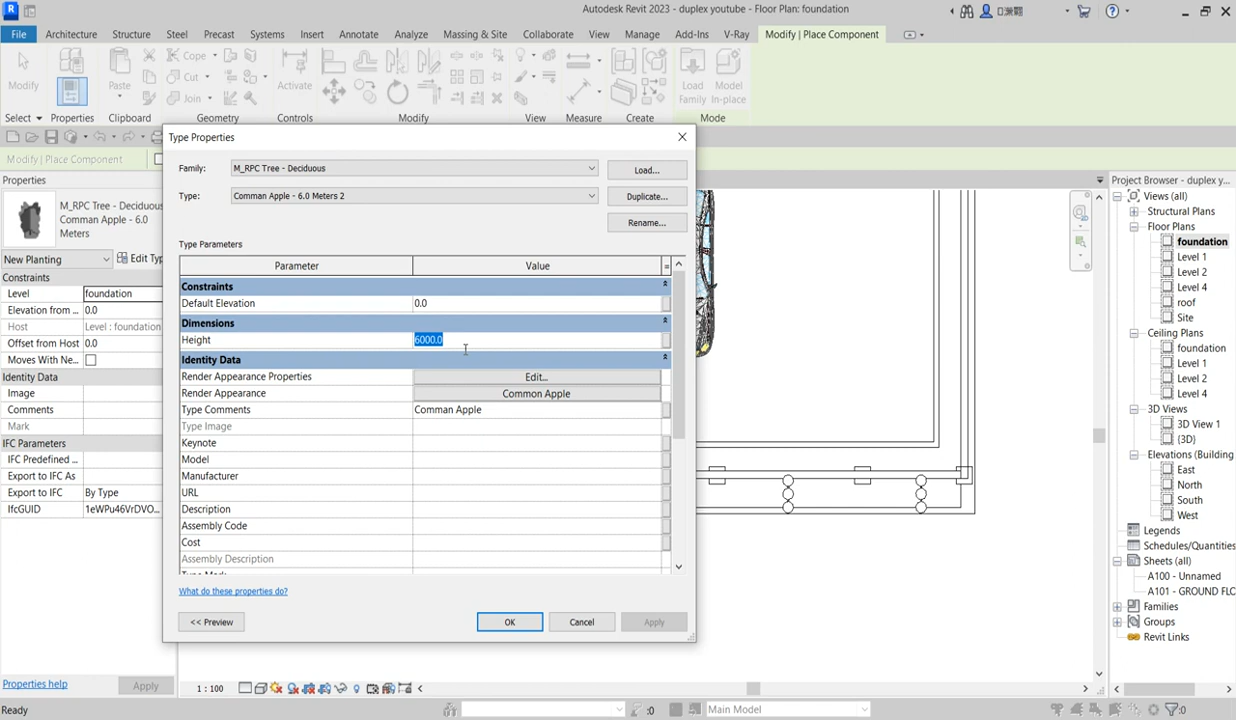 Autodesk Revit 2023 - duplex youtube - Floor Plan: foundation
File Architecture Structure Steel Precast Systems Insert Annotate Analyze Massing & Site Collaborate View Manage Add-Ins V-Ray Modify | Place Component
Modify Paste Cope Cut Join Activate Load Family Model In-place
Select Properties Clipboard Geometry Controls Modify View Measure Create Mode
Modify | Place Component
Properties
M_RPC Tree - Deciduous
Comman Apple - 6.0
Meters
New Planting Edit Typ
Constraints
Level foundation
Elevation from ... 0.0
Host Level : foundation
Offset from Host 0.0
Moves With Ne...
Identity Data
Image
Comments
Mark
IFC Parameters
IFC Predefined ...
Export to IFC As
Export to IFC By Type
IfcGUID 1eWPu46VrDVO...
Properties help Apply
Type Properties
Family: M_RPC Tree - Deciduous Load...
Type: Comman Apple - 6.0 Meters 2 Duplicate...
Rename...
Type Parameters
Parameter Value =
Constraints
Default Elevation 0.0
Dimensions
Height 6000.0
Identity Data
Render Appearance Properties Edit...
Render Appearance Common Apple
Type Comments Comman Apple
Type Image
Keynote
Model
Manufacturer
URL
Description
Assembly Code
Cost
Assembly Description
Type Mark
What do these properties do?
<< Preview OK Cancel Apply
Project Browser - duplex y...
Views (all)
Structural Plans
Floor Plans
foundation
Level 1
Level 2
Level 4
roof
Site
Ceiling Plans
foundation
Level 1
Level 2
Level 4
3D Views
3D View 1
{3D}
Elevations (Building
East
North
South
West
Legends
Schedules/Quantities
Sheets (all)
A100 - Unnamed
A101 - GROUND FLO
Families
Groups
Revit Links
1 : 100
Ready :0 Main Model :0